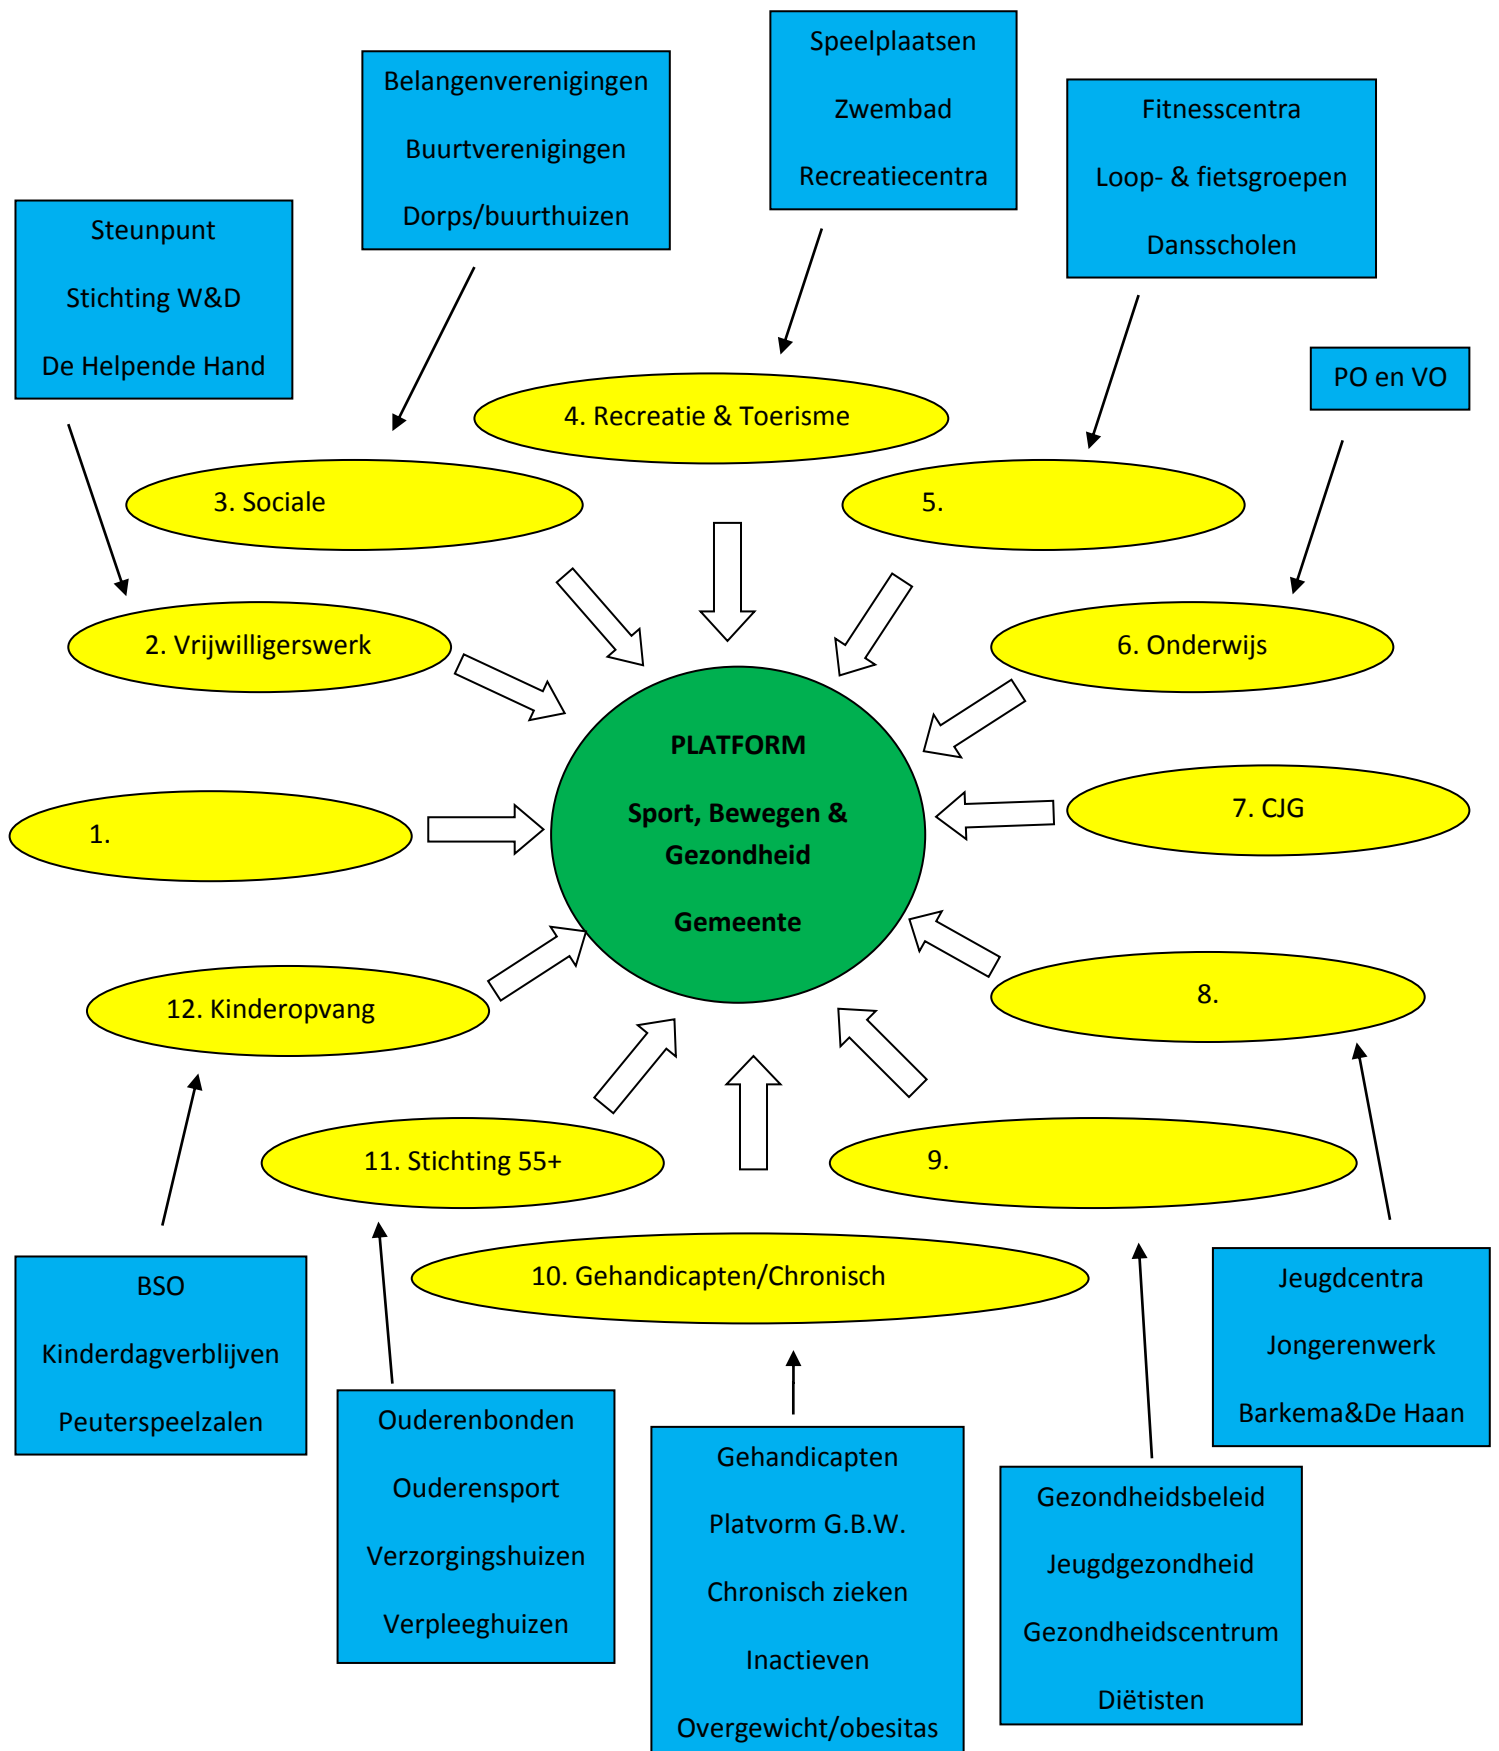 Speelplaatsen
Zwembad
Recreatiecentra
Belangenverenigingen
Buurtverenigingen
Dorps/buurthuizen
Fitnesscentra
Loop- & fietsgroepen
Dansscholen
Steunpunt
Stichting W&D
De Helpende Hand
PO en VO
4. Recreatie & Toerisme
3. Sociale
5.
2. Vrijwilligerswerk
6. Onderwijs
PLATFORM
Sport, Bewegen &
Gezondheid
Gemeente
1.
7. CJG
12. Kinderopvang
8.
11. Stichting 55+
9.
10. Gehandicapten/Chronisch
BSO
Kinderdagverblijven
Peuterspeelzalen
Ouderenbonden
Ouderensport
Verzorgingshuizen
Verpleeghuizen
Gehandicapten
Platvorm G.B.W.
Chronisch zieken
Inactieven
Overgewicht/obesitas
Gezondheidsbeleid
Jeugdgezondheid
Gezondheidscentrum
Diëtisten
Jeugdcentra
Jongerenwerk
Barkema&De Haan